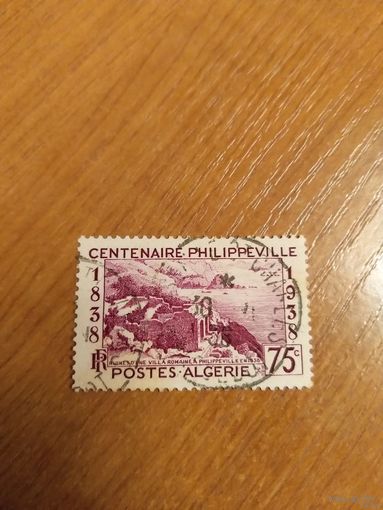 CENTENAIRE·PHILIPPEVILLE
1838
1938
RUINES D'UNE VILLA ROMAINE À PHILIPPEVILLE EN 1838
RF
75c
POSTES·ALGERIE